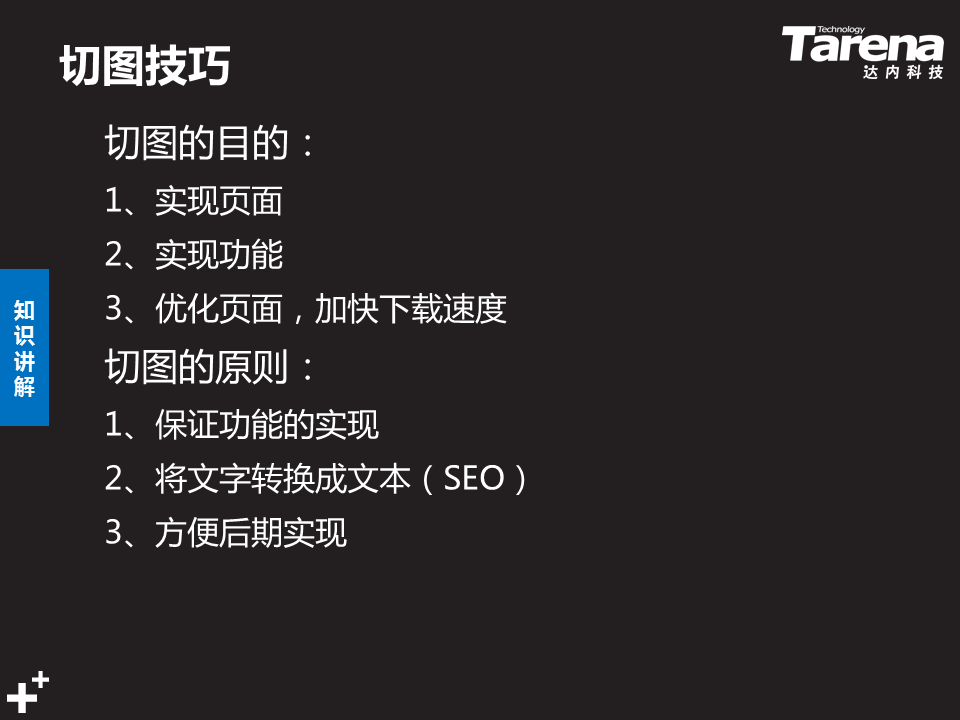 切图技巧
Technology
Tarena
达内科技
切图的目的：
1、实现页面
2、实现功能
3、优化页面，加快下载速度
切图的原则：
1、保证功能的实现
2、将文字转换成文本（SEO）
3、方便后期实现
知识讲解